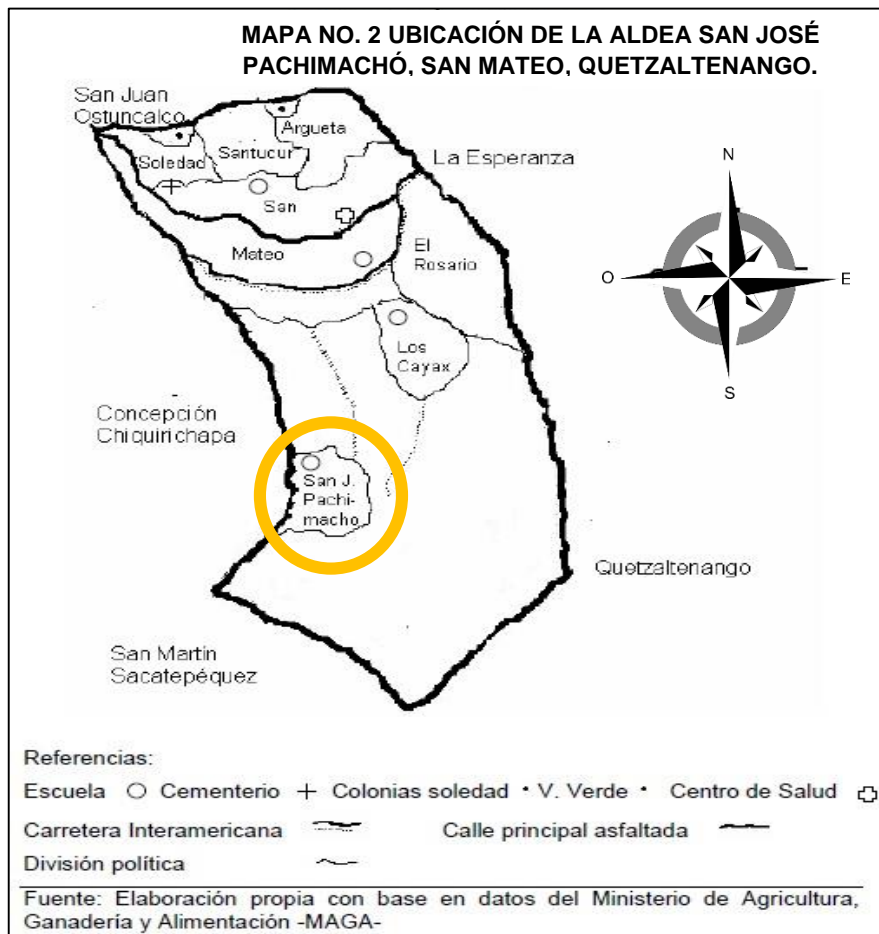 MAPA NO. 2 UBICACIÓN DE LA ALDEA SAN JOSÉ
PACHIMACHÓ, SAN MATEO, QUETZALTENANGO.
San Juan
Ostuncalco
Argueta
Soledad
Santucur
La Esperanza
San
Mateo
El
Rosario
N
O
E
S
Los
Cayax
Concepción
Chiquirichapa
San J.
Pachi-
macho
Quetzaltenango
San Martín
Sacatepéquez
Referencias:
Escuela Cementerio Colonias soledad V. Verde Centro de Salud
Carretera Interamericana Calle principal asfaltada
División política
Fuente: Elaboración propia con base en datos del Ministerio de Agricultura,
Ganadería y Alimentación -MAGA-